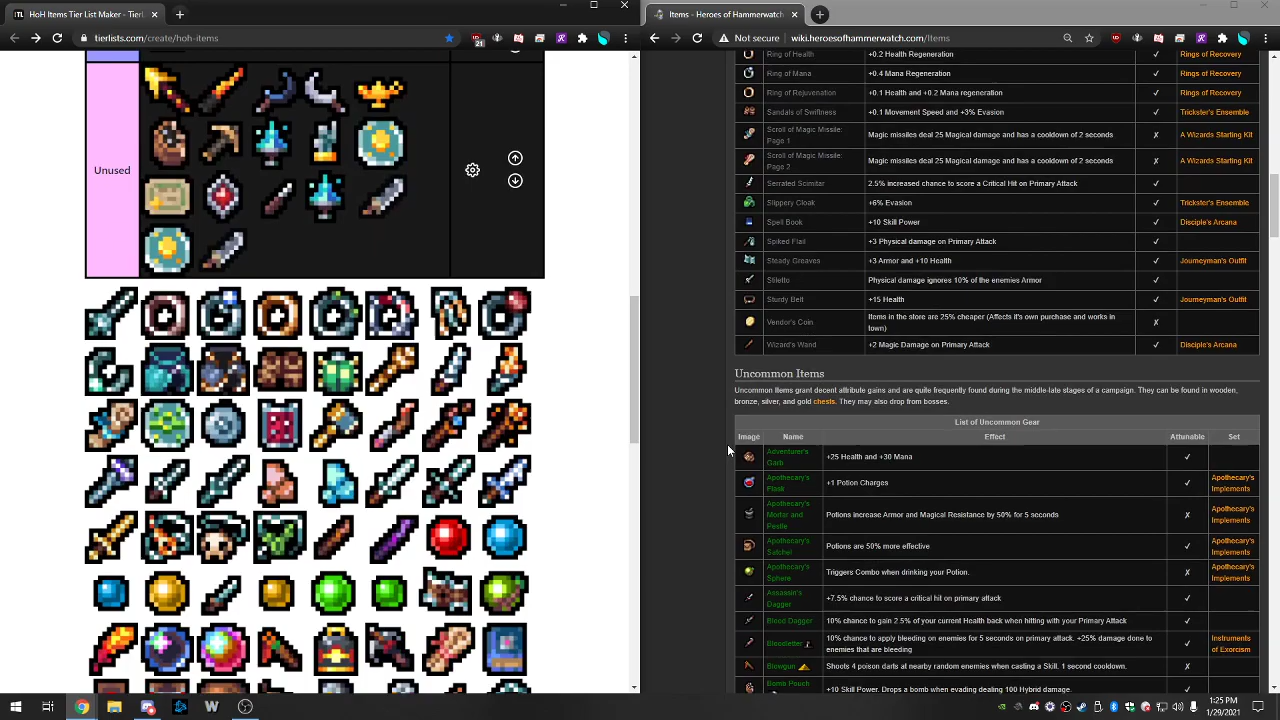 HoH Items Tier List Maker - TierLi
Items - Heroes of Hammerwatch
tierlists.com/create/hoh-items
21
Not secure
wiki.heroesofhammerwatch.com/Items
Unused
Ring of Health +0.2 Health Regeneration ✓ Rings of Recovery
Ring of Mana +0.4 Mana Regeneration ✓ Rings of Recovery
Ring of Rejuvenation +0.1 Health and +0.2 Mana regeneration ✓ Rings of Recovery
Sandals of Swiftness +0.1 Movement Speed and +3% Evasion ✓ Trickster's Ensemble
Scroll of Magic Missile:
Page 1 Magic missiles deal 25 Magical damage and has a cooldown of 2 seconds ✗ A Wizards Starting Kit
Scroll of Magic Missile:
Page 2 Magic missiles deal 25 Magical damage and has a cooldown of 2 seconds ✗ A Wizards Starting Kit
Serrated Scimitar 2.5% increased chance to score a Critical Hit on Primary Attack ✓
Slippery Cloak +6% Evasion ✓ Trickster's Ensemble
Spell Book +10 Skill Power ✓ Disciple's Arcana
Spiked Flail +3 Physical damage on Primary Attack ✓
Steady Greaves +3 Armor and +10 Health ✓ Journeyman's Outfit
Stiletto Physical damage ignores 10% of the enemies Armor ✓
Sturdy Belt +15 Health ✓ Journeyman's Outfit
Vendor's Coin Items in the store are 25% cheaper (Affects it's own purchase and works in
town) ✗
Wizard's Wand +2 Magic Damage on Primary Attack ✓ Disciple's Arcana
Uncommon Items
Uncommon Items grant decent attribute gains and are quite frequently found during the middle-late stages of a campaign. They can be found in wooden,
bronze, silver, and gold chests. They may also drop from bosses.
List of Uncommon Gear
Image Name Effect Attunable Set
Adventurer's
Garb +25 Health and +30 Mana ✓
Apothecary's
Flask +1 Potion Charges ✓ Apothecary's
Implements
Apothecary's
Mortar and
Pestle Potions increase Armor and Magical Resistance by 50% for 5 seconds ✗ Apothecary's
Implements
Apothecary's
Satchel Potions are 50% more effective ✓ Apothecary's
Implements
Apothecary's
Sphere Triggers Combo when drinking your Potion. ✗ Apothecary's
Implements
Assassin's
Dagger +7.5% chance to score a critical hit on primary attack ✓
Blood Dagger 10% chance to gain 2.5% of your current Health back when hitting with your Primary Attack ✓
Bloodletter 10% chance to apply bleeding on enemies for 5 seconds on primary attack. +25% damage done to
enemies that are bleeding ✓ Instruments
of Exorcism
Blowgun Shoots 4 poison darts at nearby random enemies when casting a Skill. 1 second cooldown. ✗
Bomb Pouch +10 Skill Power. Drops a bomb when evading dealing 100 Hybrid damage. ✓
1:25 PM
1/29/2021